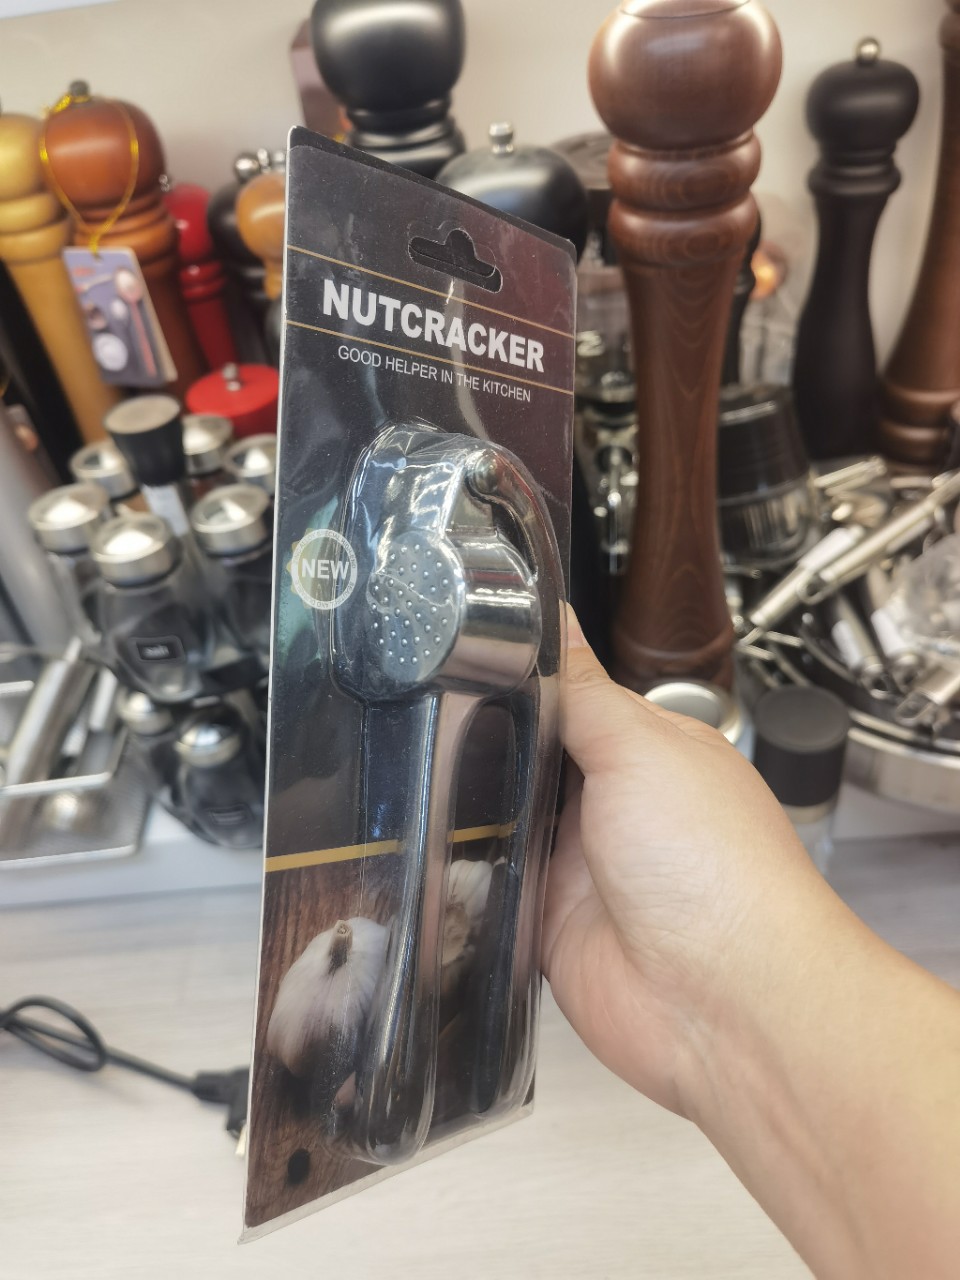 NUTCRACKER
GOOD HELPER IN THE KITCHEN
NEW